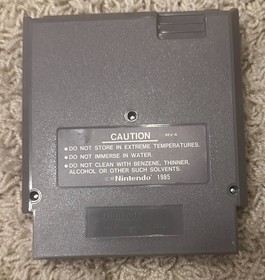 CAUTION REV-A
• DO NOT STORE IN EXTREME TEMPERATURES.
• DO NOT IMMERSE IN WATER.
• DO NOT CLEAN WITH BENZENE, THINNER,
ALCOHOL OR OTHER SUCH SOLVENTS.
©Nintendo 1985